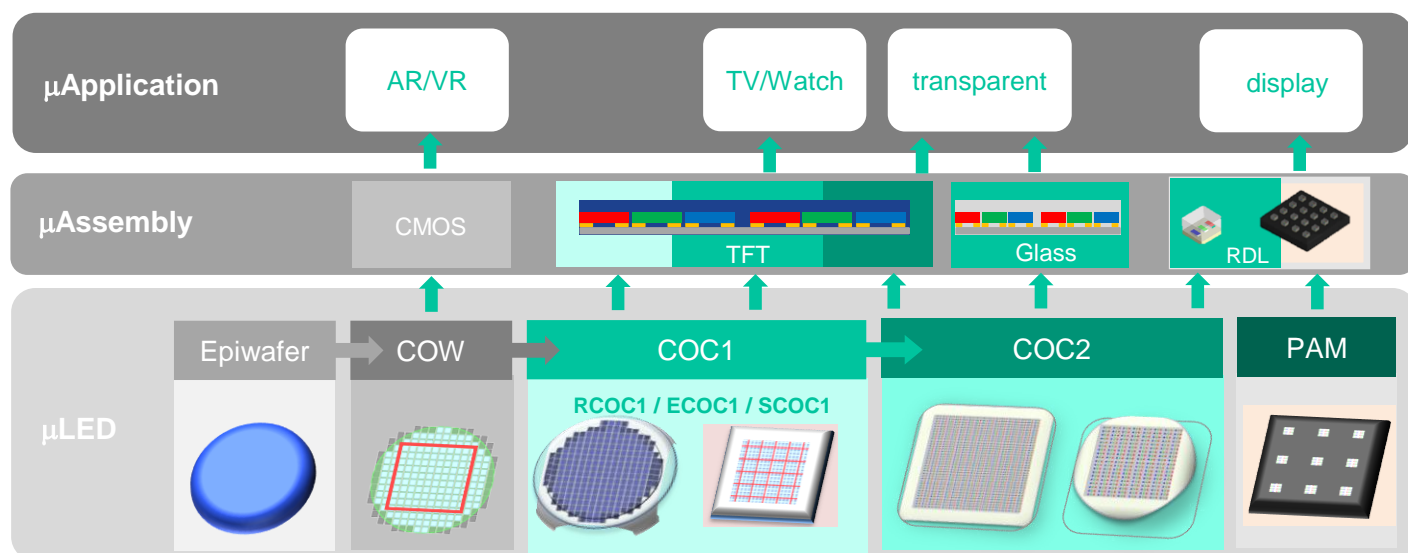 μApplication
AR/VR
TV/Watch
transparent
display
μAssembly
CMOS
TFT
Glass
RDL
μLED
Epiwafer
COW
COC1
COC2
PAM
RCOC1 / ECOC1 / SCOC1